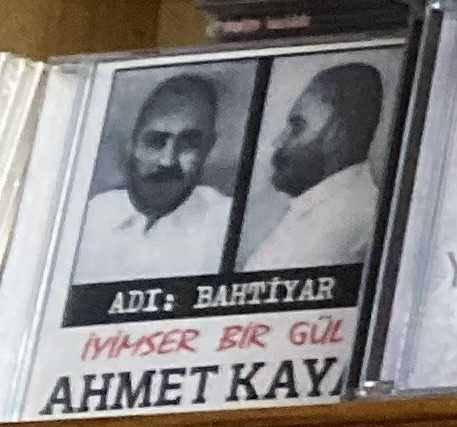 ADI: BAHTİYAR
İYİMSER BİR GÜL
AHMET KAYA